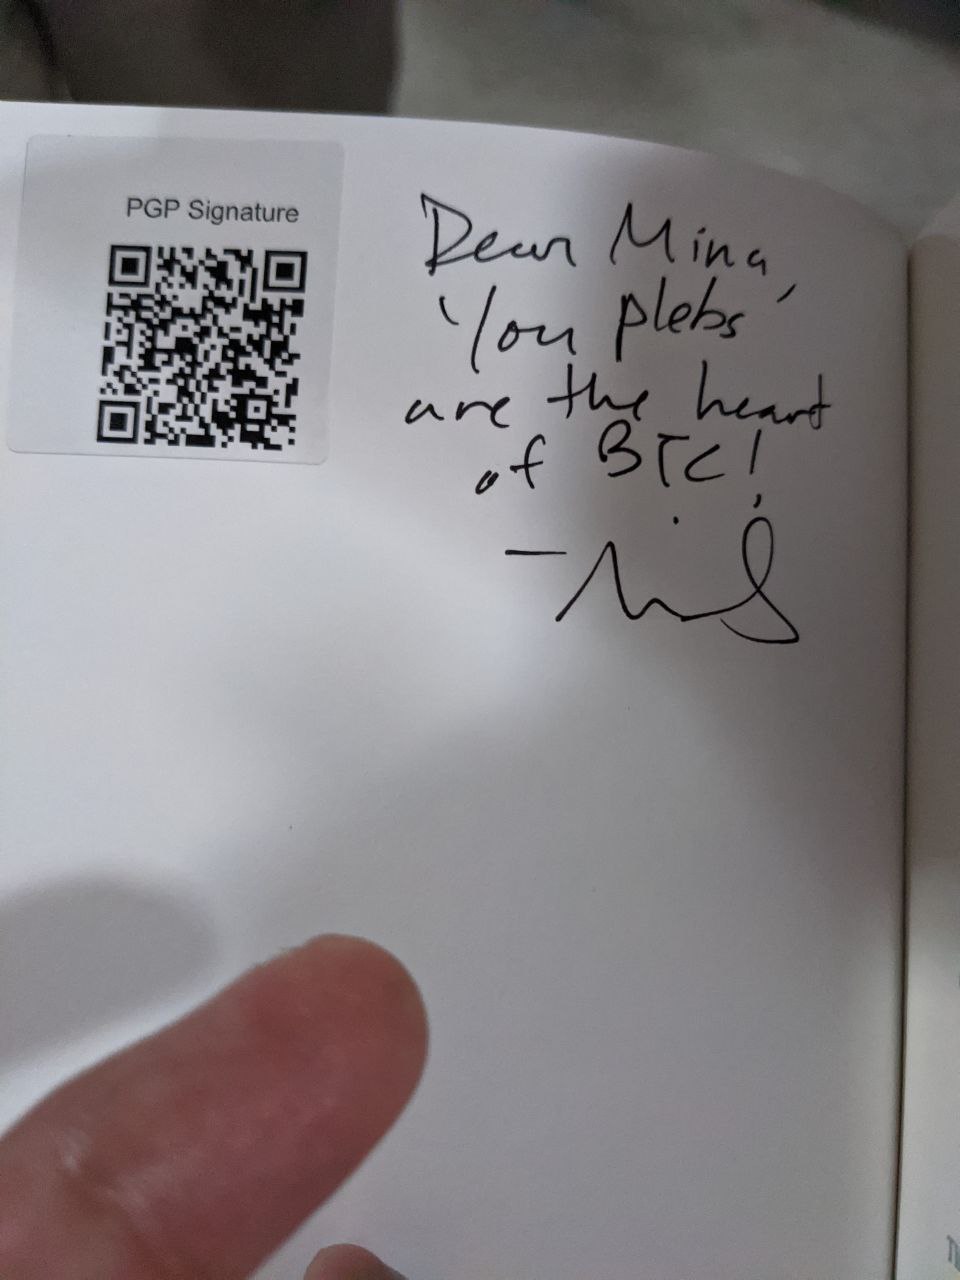 PGP Signature
Dear Mina,
You plebs
are the heart
of BTC!